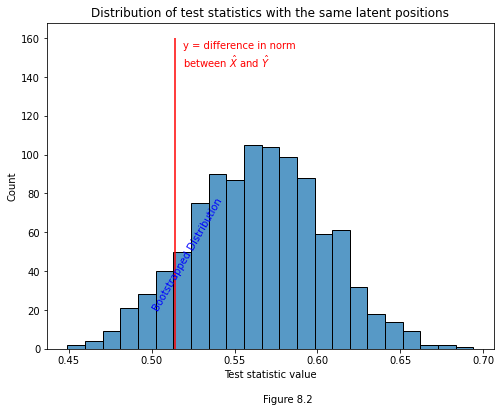 Distribution of test statistics with the same latent positions
160
140
120
100
80
60
40
20
0
Count
y = difference in norm
between X̂ and Ŷ
Bootstrapped Distribution
0.45 0.50 0.55 0.60 0.65 0.70
Test statistic value
Figure 8.2